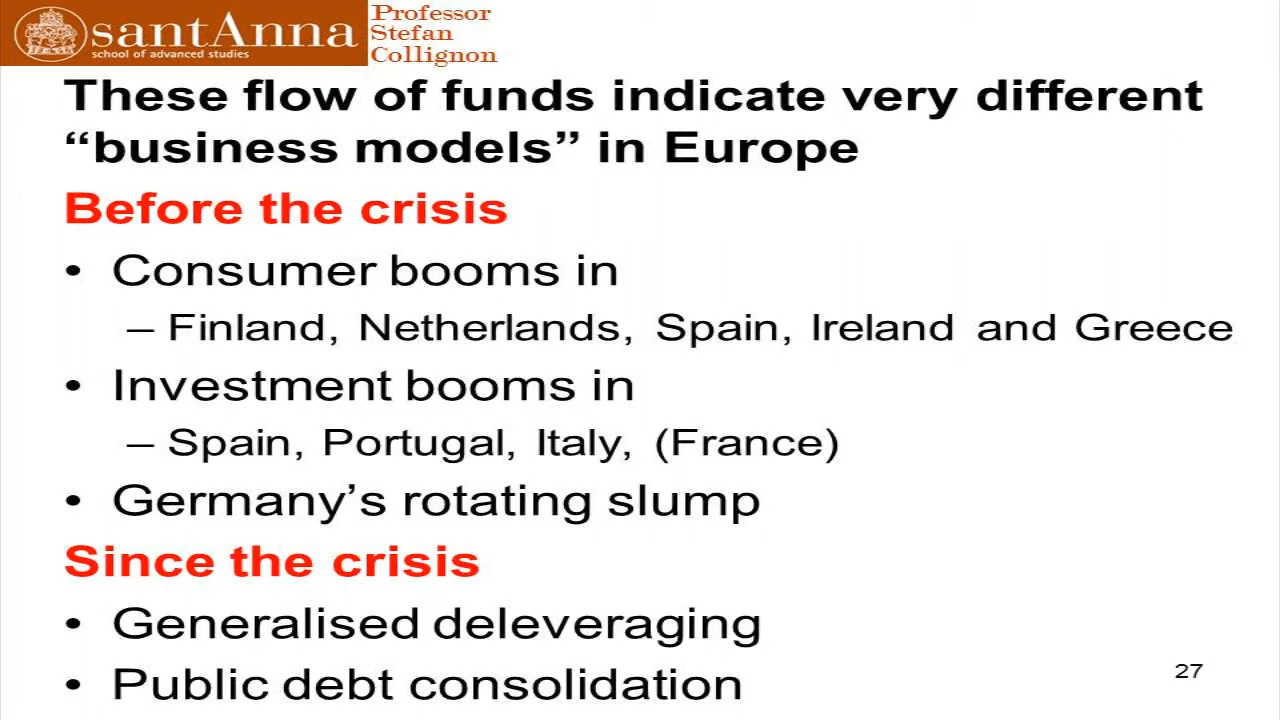 santAnna
school of advanced studies
Professor
Stefan
Collignon
These flow of funds indicate very different
“business models” in Europe
Before the crisis
• Consumer booms in
– Finland, Netherlands, Spain, Ireland and Greece
• Investment booms in
– Spain, Portugal, Italy, (France)
• Germany’s rotating slump
Since the crisis
• Generalised deleveraging
• Public debt consolidation
27